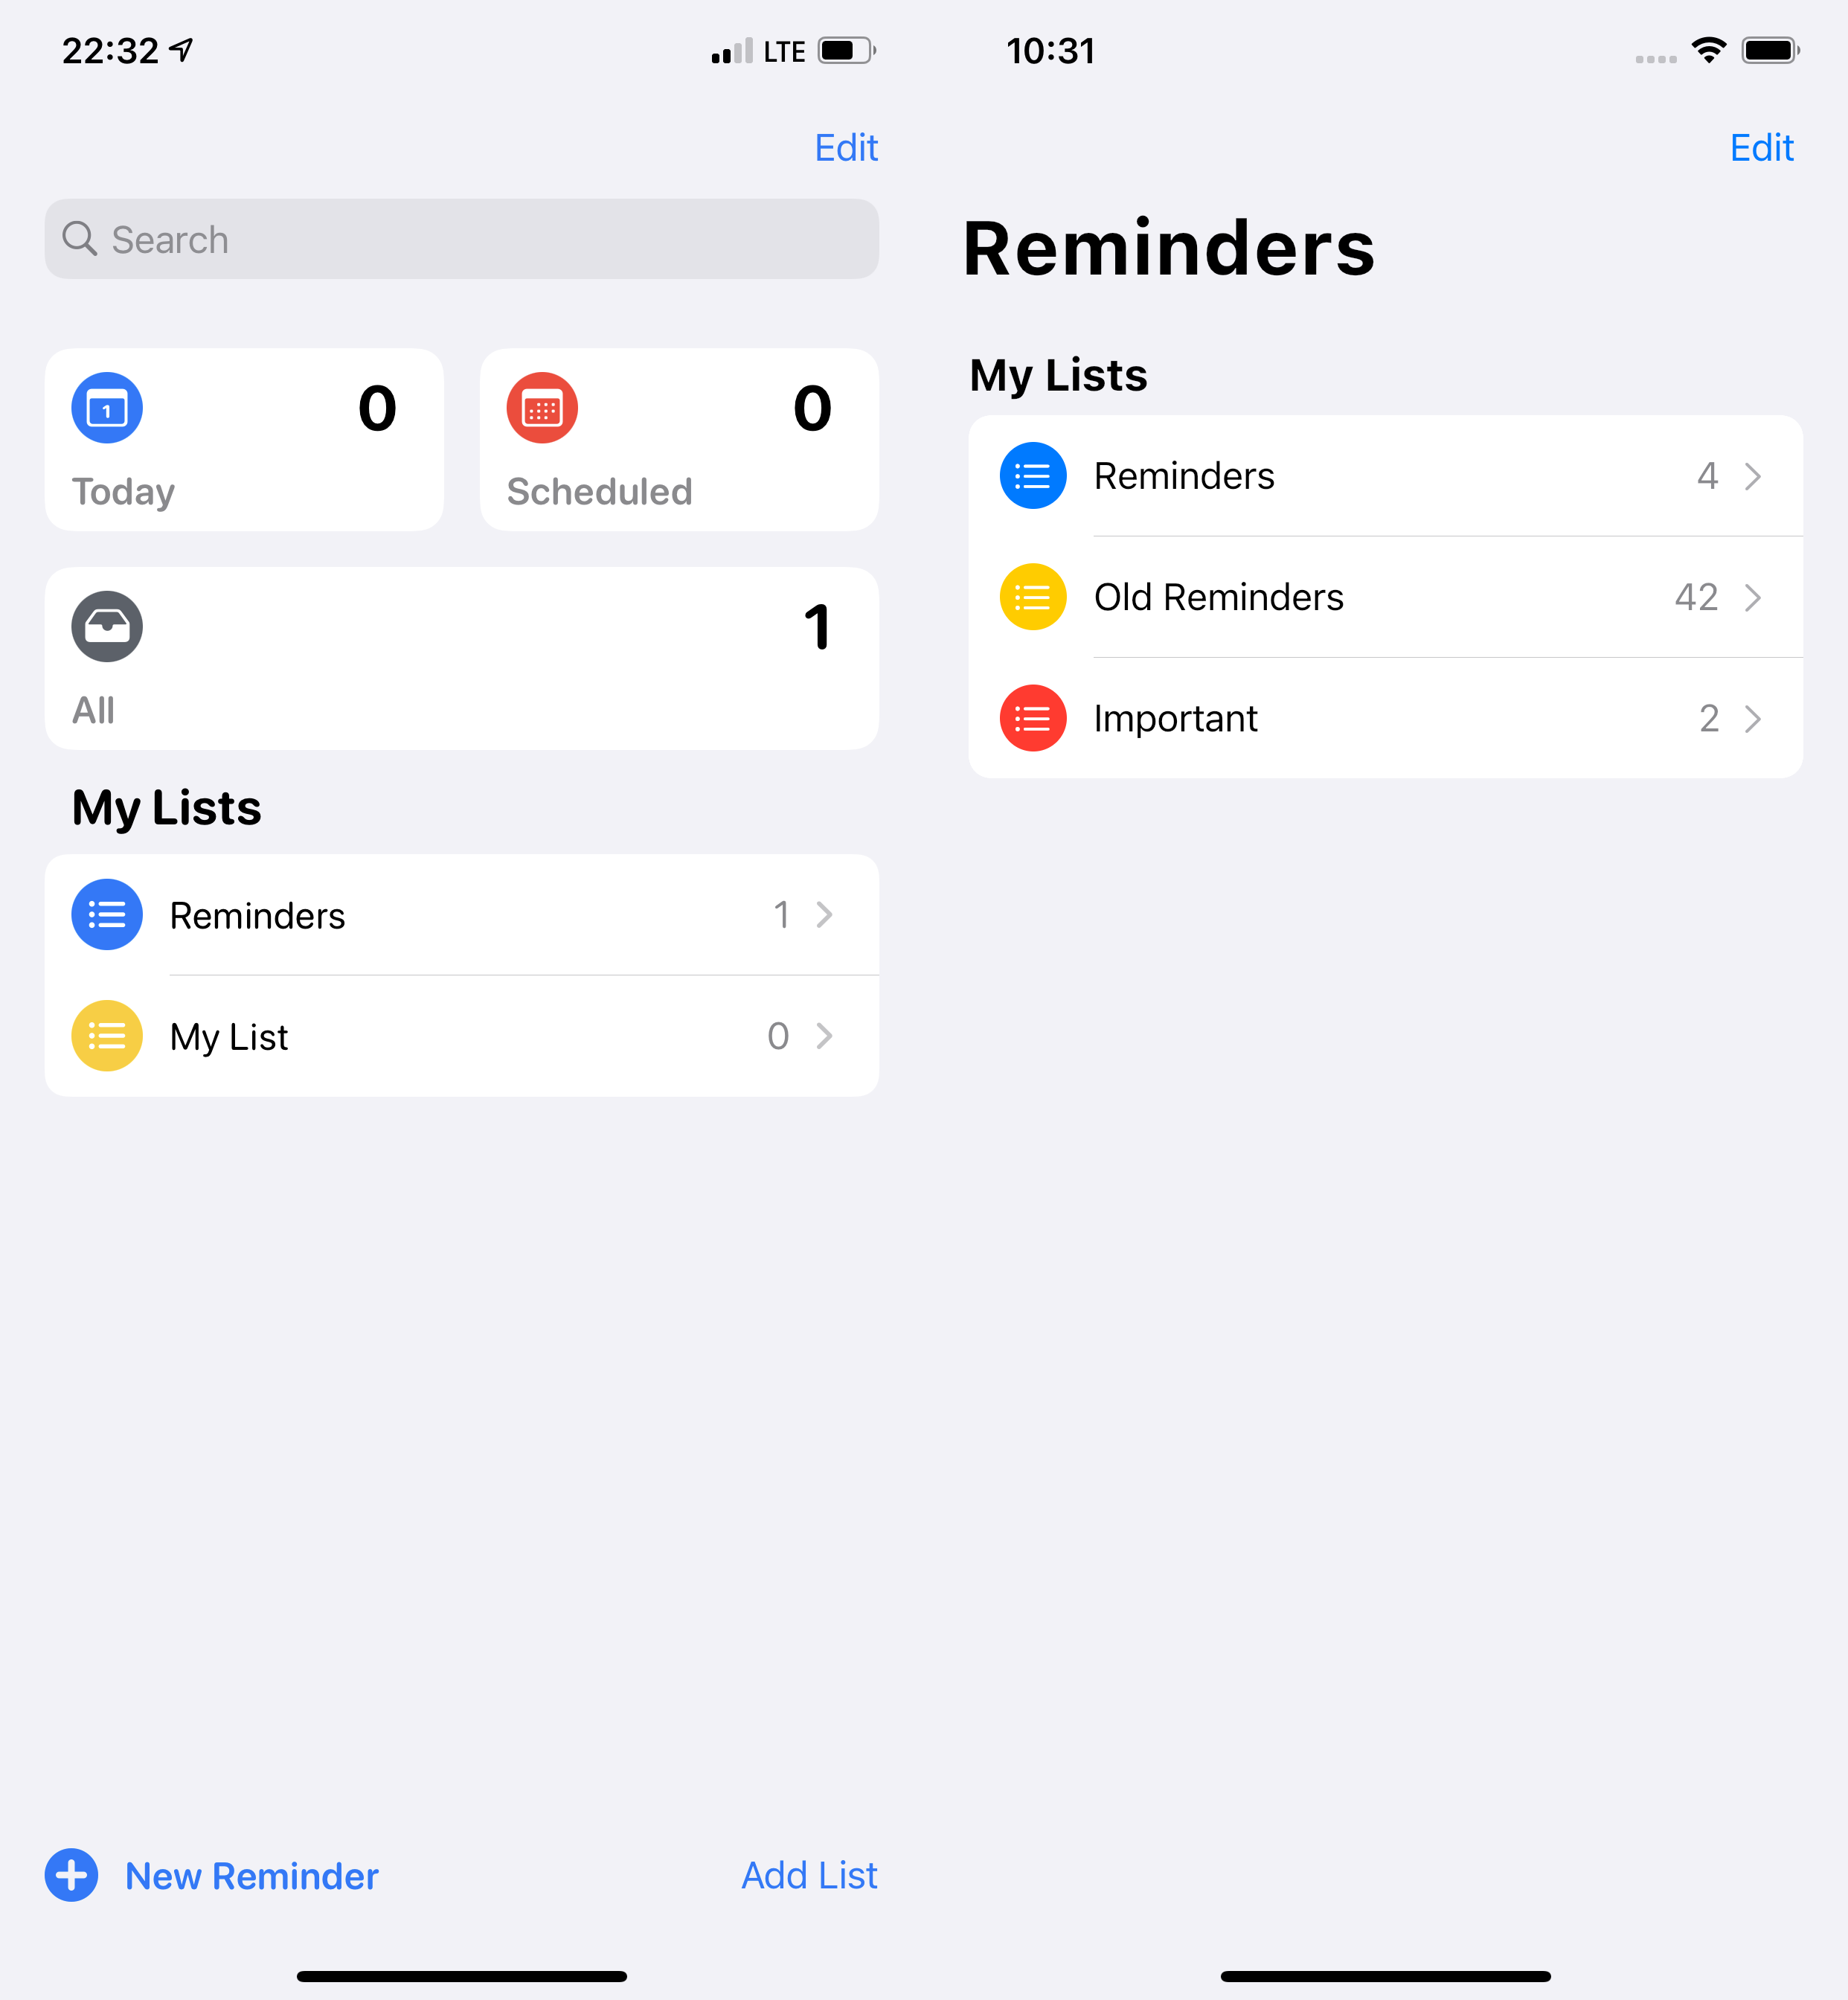 22:32 LTE
Edit
Search
1 0
Today
0
Scheduled
1
All
My Lists
Reminders 1
My List 0
New Reminder Add List
10:31
Edit
Reminders
My Lists
Reminders 4
Old Reminders 42
Important 2